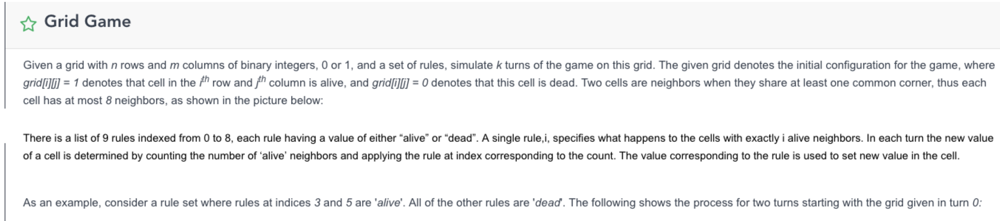 Grid Game
Given a grid with n rows and m columns of binary integers, 0 or 1, and a set of rules, simulate k turns of the game on this grid. The given grid denotes the initial configuration for the game, where
grid[i][j] = 1 denotes that cell in the ith row and jth column is alive, and grid[i][j] = 0 denotes that this cell is dead. Two cells are neighbors when they share at least one common corner, thus each
cell has at most 8 neighbors, as shown in the picture below:
There is a list of 9 rules indexed from 0 to 8, each rule having a value of either “alive” or “dead”. A single rule,i, specifies what happens to the cells with exactly i alive neighbors. In each turn the new value
of a cell is determined by counting the number of ‘alive’ neighbors and applying the rule at index corresponding to the count. The value corresponding to the rule is used to set new value in the cell.
As an example, consider a rule set where rules at indices 3 and 5 are 'alive'. All of the other rules are 'dead'. The following shows the process for two turns starting with the grid given in turn 0: